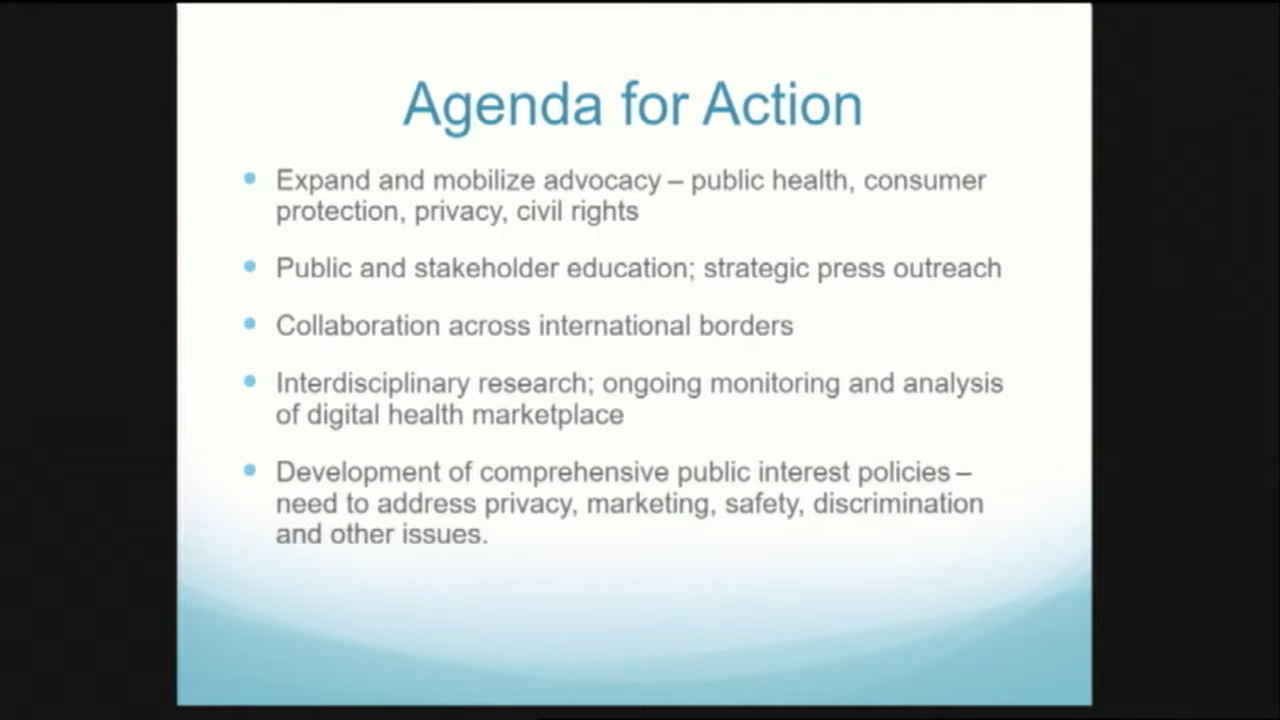 Agenda for Action
Expand and mobilize advocacy – public health, consumer
protection, privacy, civil rights
Public and stakeholder education; strategic press outreach
Collaboration across international borders
Interdisciplinary research; ongoing monitoring and analysis
of digital health marketplace
Development of comprehensive public interest policies –
need to address privacy, marketing, safety, discrimination
and other issues.